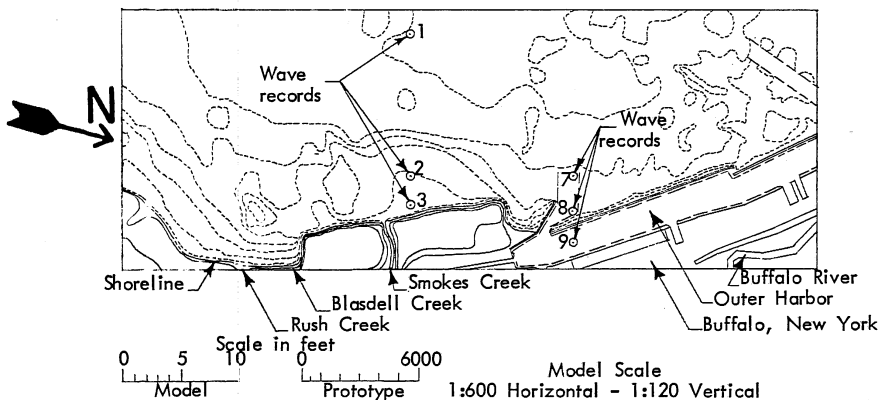 1
Wave
records
N
Wave
records
2
7
3
8
9
Shoreline
Smokes Creek
Buffalo River
Blasdell Creek
Outer Harbor
Rush Creek
Buffalo, New York
Scale in feet
0 5 10 0 6000
Model Prototype
Model Scale
1:600 Horizontal - 1:120 Vertical